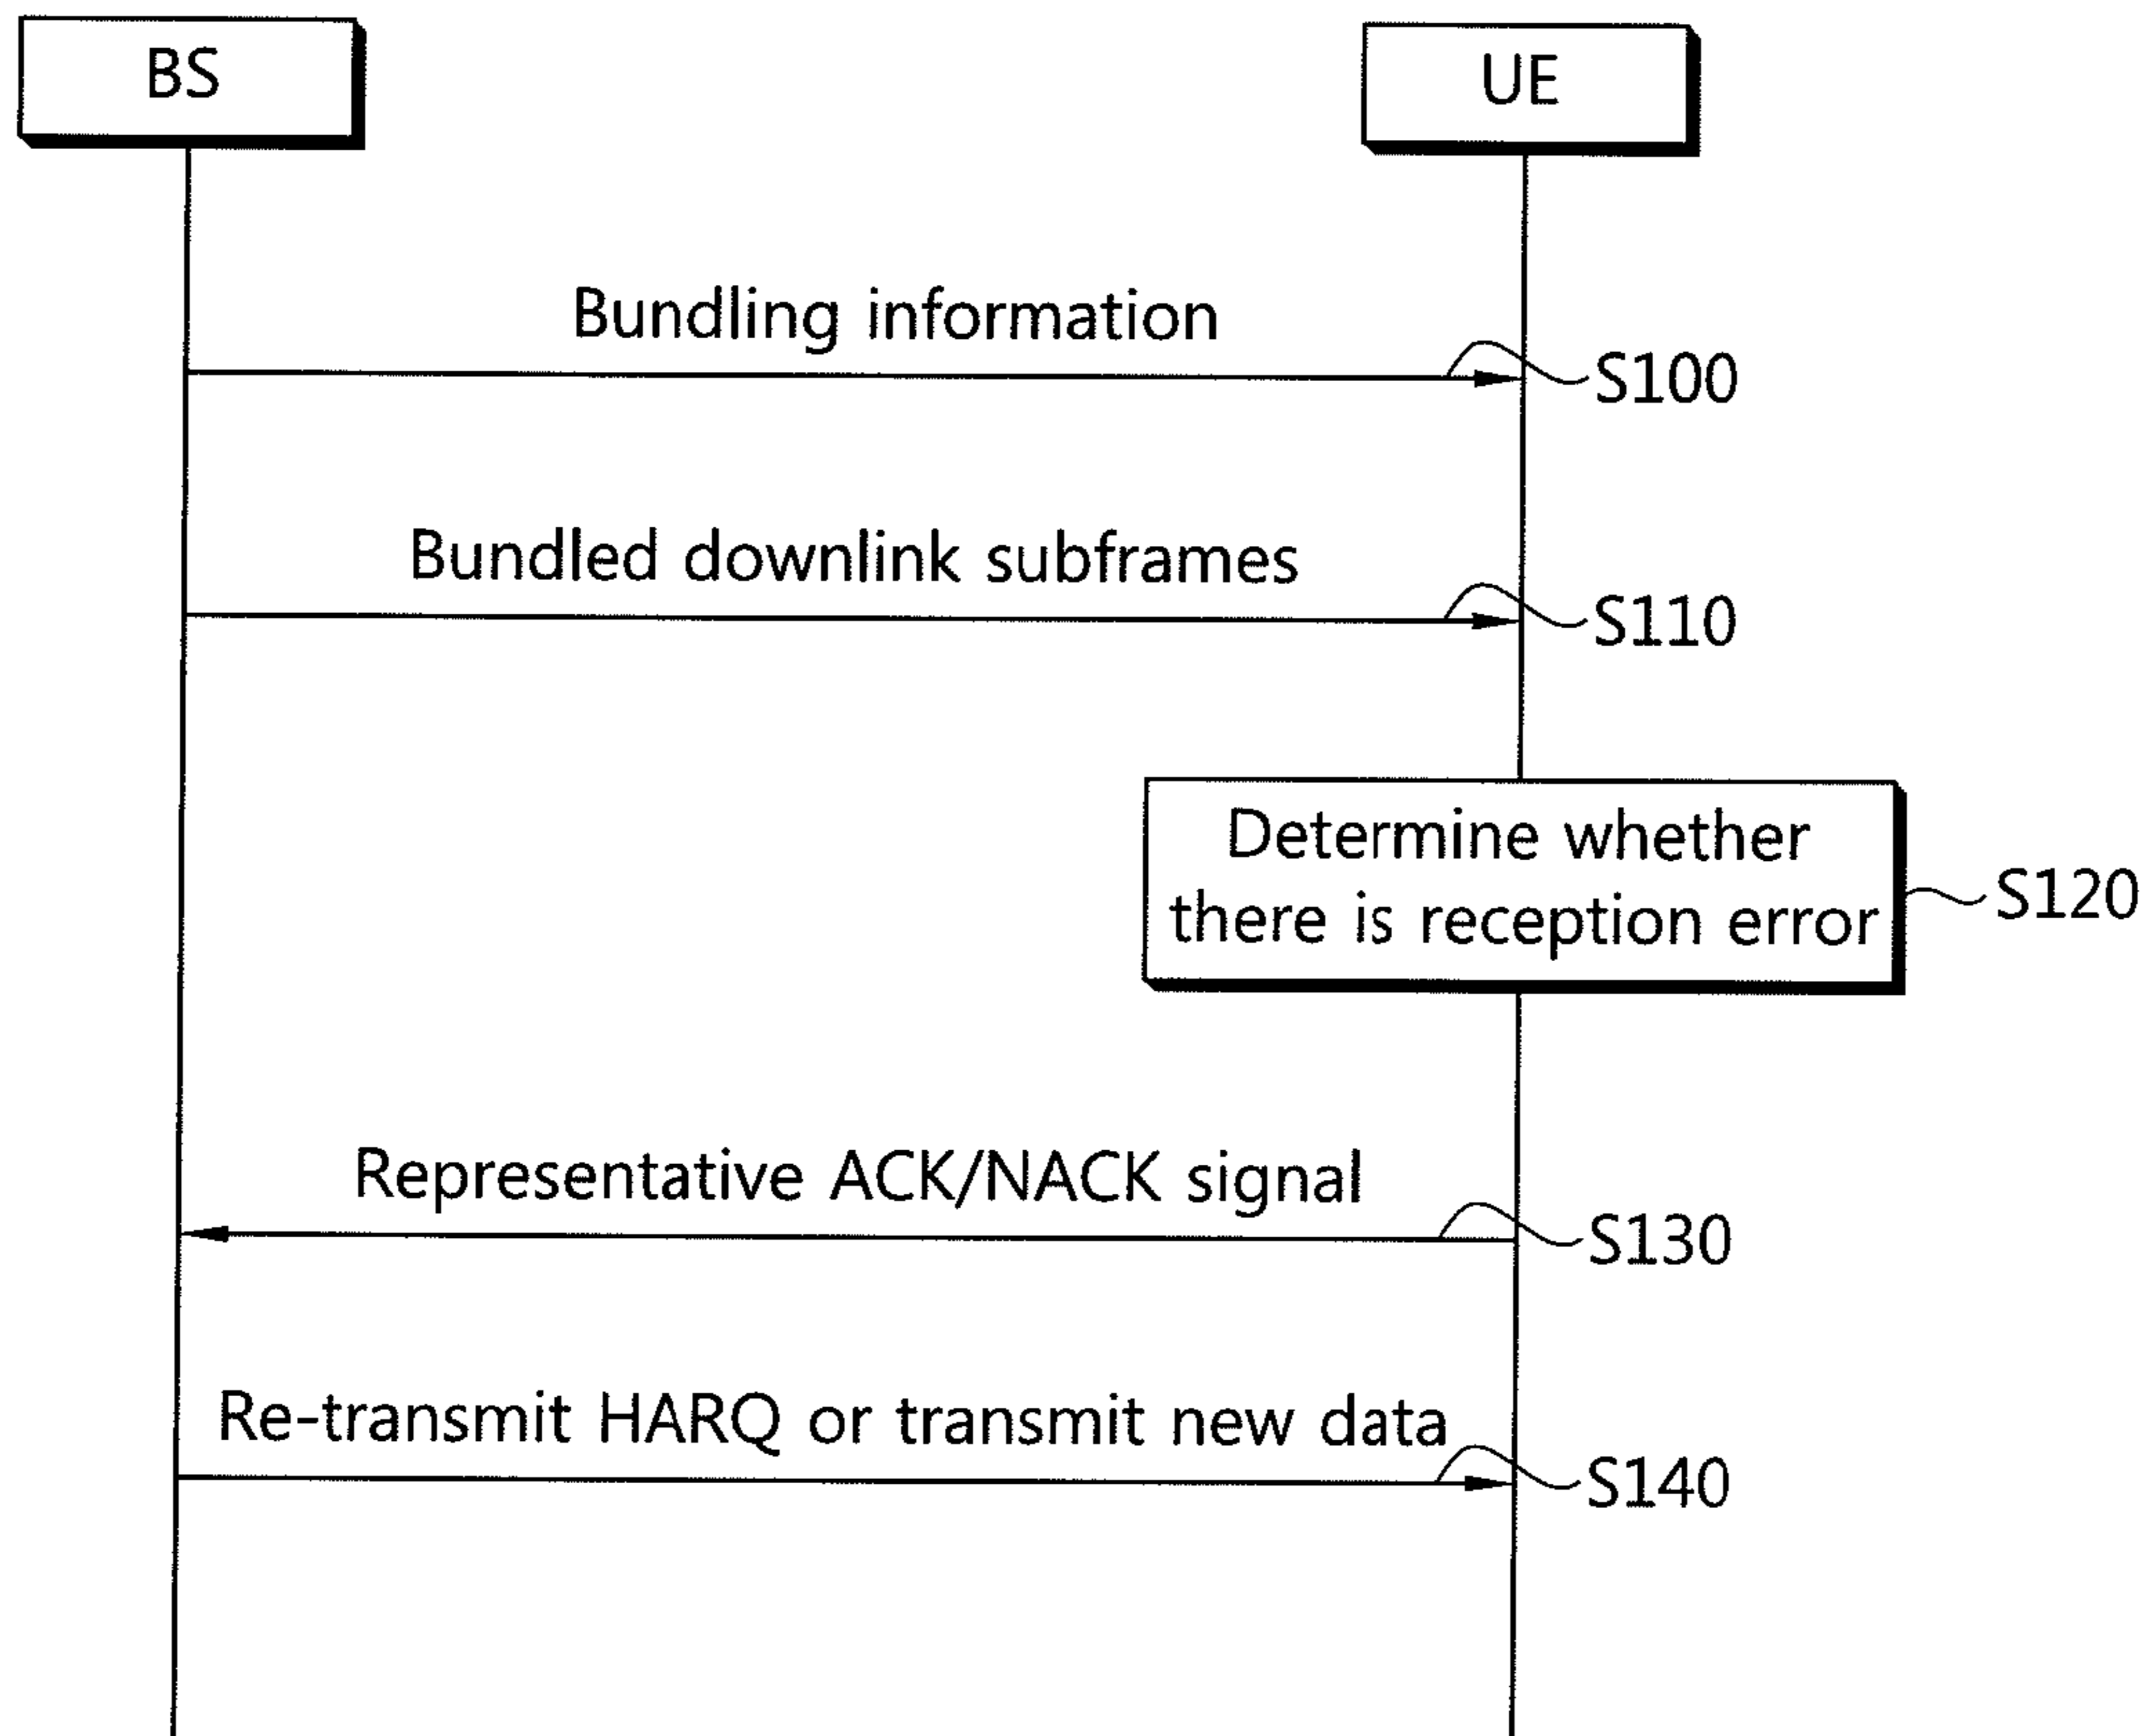 BS
UE
Bundling information
S100
Bundled downlink subframes
S110
Determine whether
there is reception error
S120
Representative ACK/NACK signal
S130
Re-transmit HARQ or transmit new data
S140